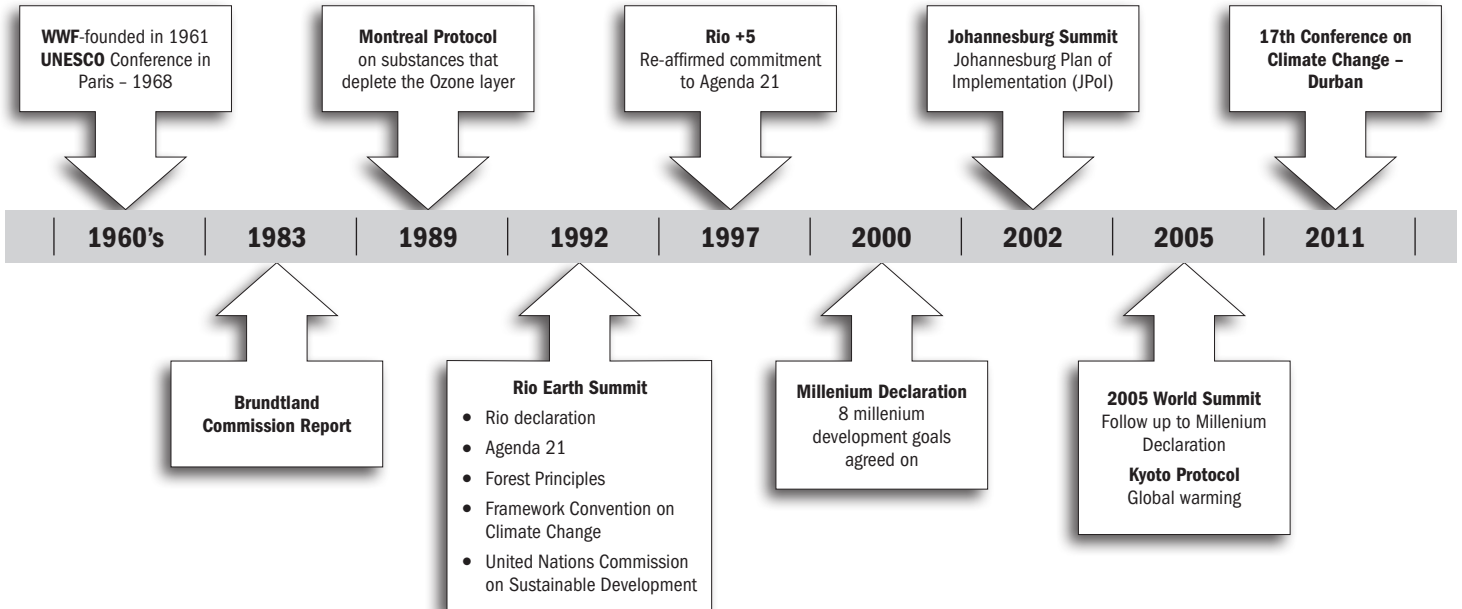 WWF-founded in 1961
UNESCO Conference in
Paris – 1968
Montreal Protocol
on substances that
deplete the Ozone layer
Rio +5
Re-affirmed commitment
to Agenda 21
Johannesburg Summit
Johannesburg Plan of
Implementation (JPoI)
17th Conference on
Climate Change –
Durban
1960's
1983
1989
1992
1997
2000
2002
2005
2011
Brundtland
Commission Report
Rio Earth Summit
• Rio declaration
• Agenda 21
• Forest Principles
• Framework Convention on
Climate Change
• United Nations Commission
on Sustainable Development
Millenium Declaration
8 millenium
development goals
agreed on
2005 World Summit
Follow up to Millenium
Declaration
Kyoto Protocol
Global warming